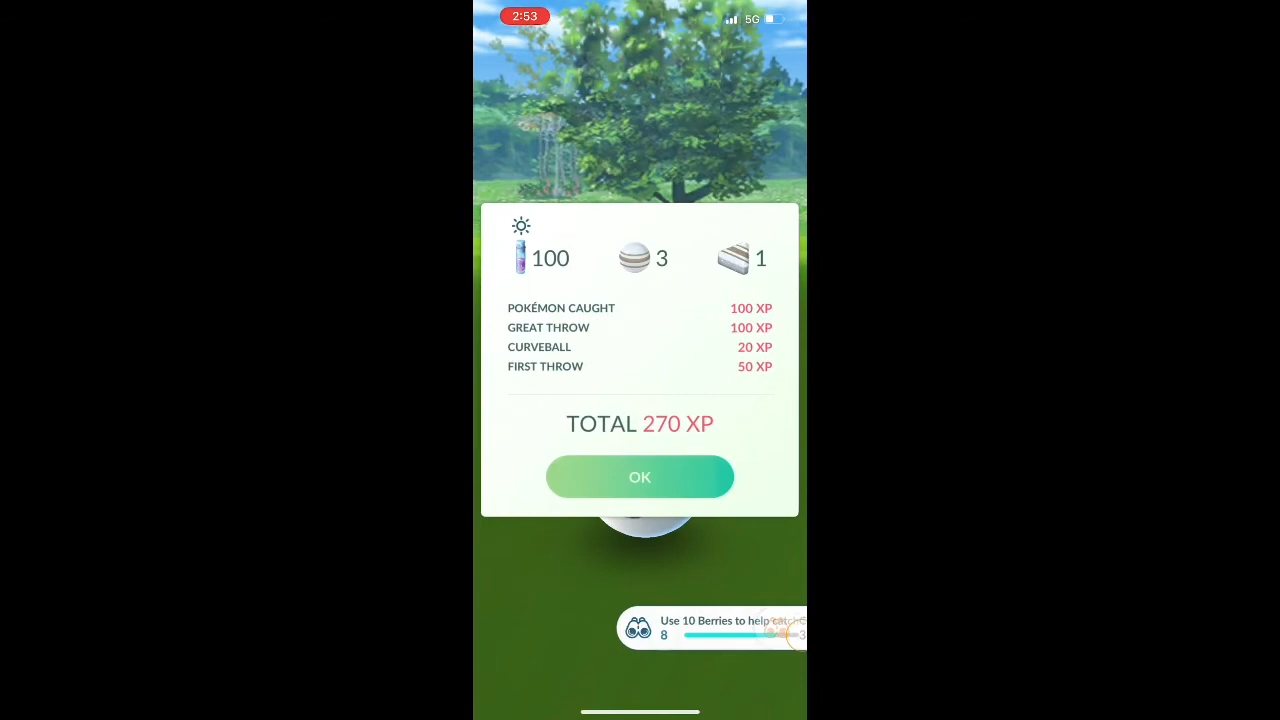 2:53
5G
100
3
1
POKÉMON CAUGHT 100 XP
GREAT THROW 100 XP
CURVEBALL 20 XP
FIRST THROW 50 XP
TOTAL 270 XP
OK
Use 10 Berries to help
8
3